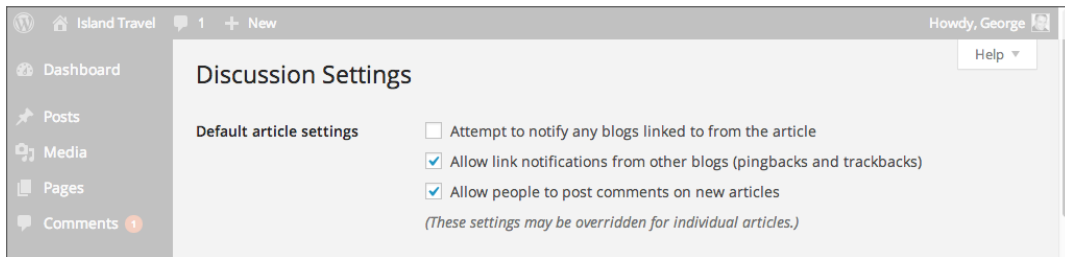 Island Travel 1 + New Howdy, George
Help
Dashboard
Discussion Settings
Posts
Default article settings
Attempt to notify any blogs linked to from the article
Media
Allow link notifications from other blogs (pingbacks and trackbacks)
Pages
Allow people to post comments on new articles
Comments 1
(These settings may be overridden for individual articles.)